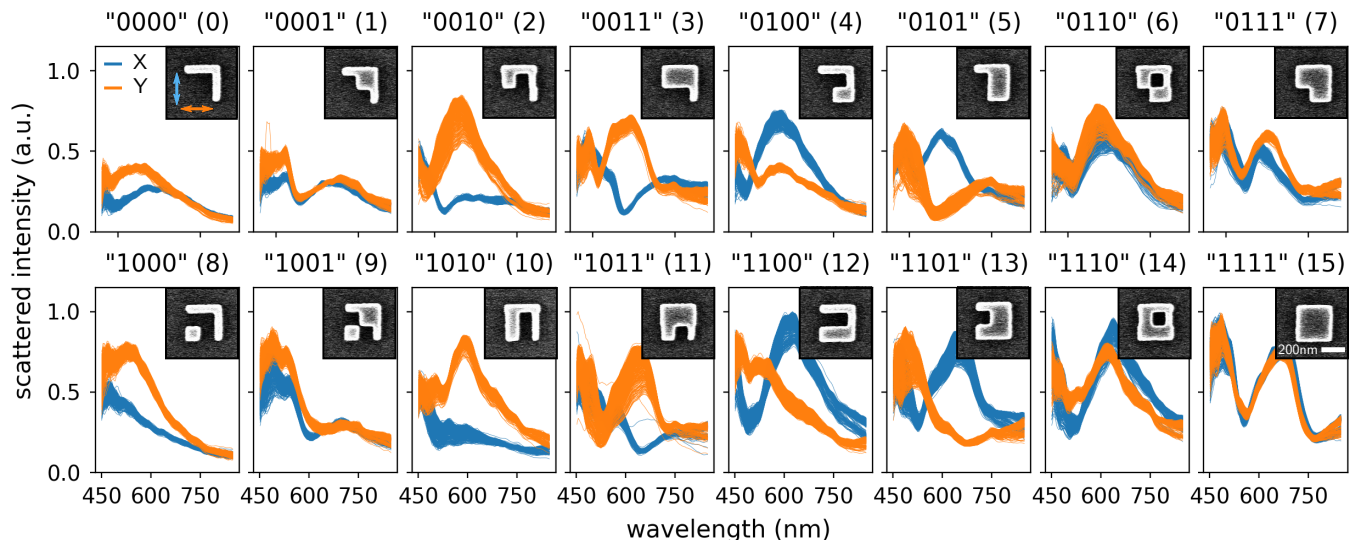 "0000" (0) "0001" (1) "0010" (2) "0011" (3) "0100" (4) "0101" (5) "0110" (6) "0111" (7)
1.0
X
Y
0.5
0.0
scattered intensity (a.u.)
"1000" (8) "1001" (9) "1010" (10) "1011" (11) "1100" (12) "1101" (13) "1110" (14) "1111" (15)
1.0
200nm
0.5
0.0
450 600 750 450 600 750 450 600 750 450 600 750 450 600 750 450 600 750 450 600 750 450 600 750
wavelength (nm)